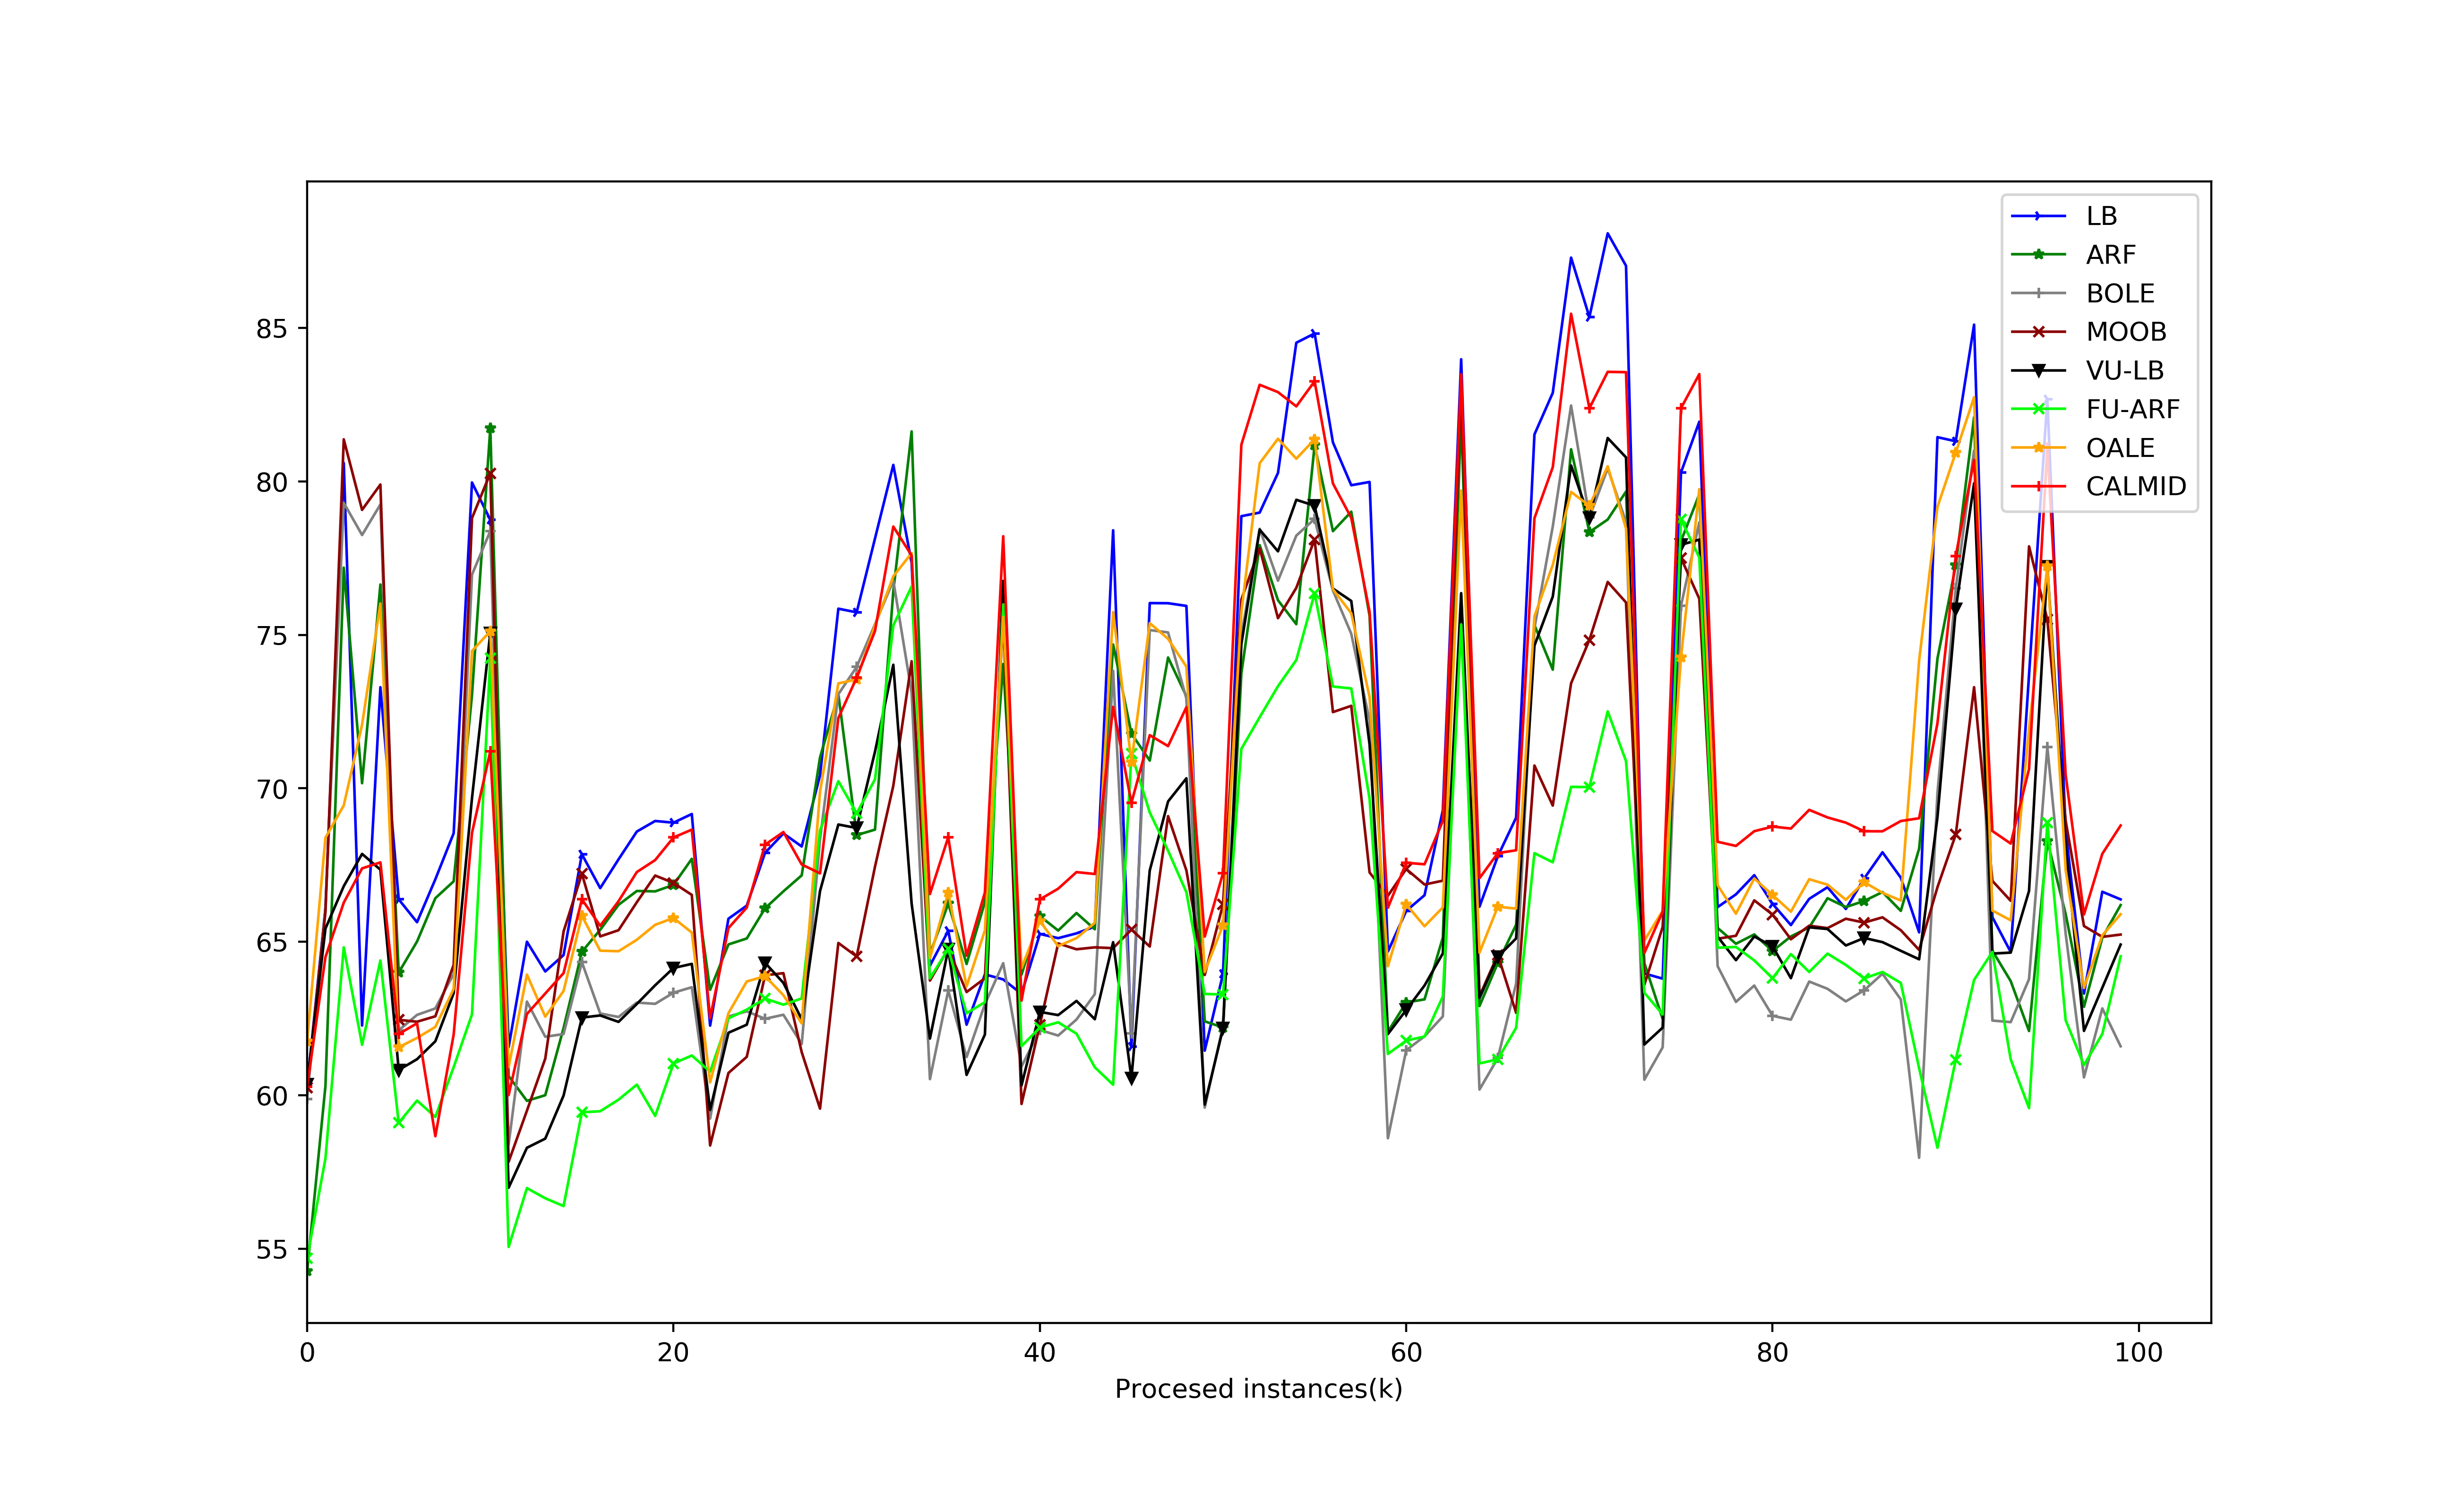 85
80
75
70
65
60
55
0 20 40 60 80 100
Procesed instances(k)
LB
ARF
BOLE
MOOB
VU-LB
FU-ARF
OALE
CALMID